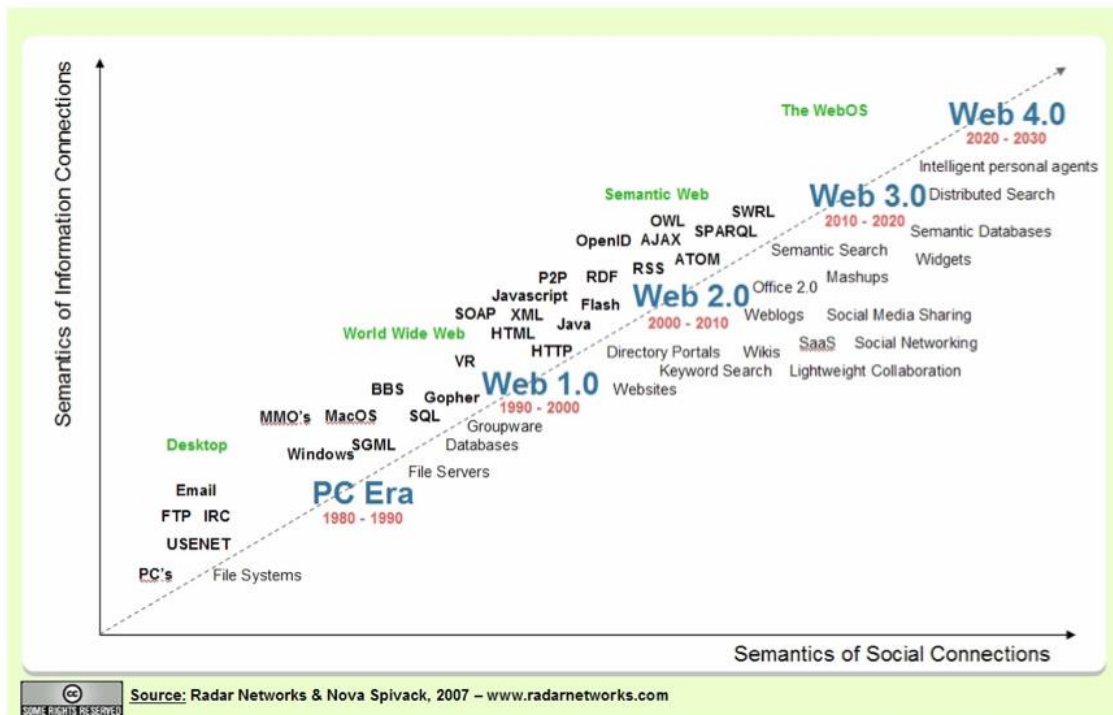 Semantics of Information Connections
The WebOS
Web 4.0
2020 - 2030
Intelligent personal agents
Semantic Web
Web 3.0
Distributed Search
2010 - 2020
SWRL
OWL
SPARQL
Semantic Databases
OpenID
AJAX
Semantic Search
Widgets
ATOM
RSS
Mashups
P2P
RDF
Office 2.0
Javascript
Web 2.0
Flash
SOAP
XML
Weblogs
Social Media Sharing
2000 - 2010
Java
World Wide Web
HTML
SaaS
Social Networking
HTTP
Directory Portals
Wikis
VR
Keyword Search
Lightweight Collaboration
Web 1.0
Websites
BBS
Gopher
1990 - 2000
MMO's
MacOS
SQL
Groupware
Desktop
SGML
Databases
Windows
File Servers
Email
PC Era
FTP
IRC
1980 - 1990
USENET
PC's
File Systems
Semantics of Social Connections
cc
SOME RIGHTS RESERVED
Source: Radar Networks & Nova Spivack, 2007 – www.radarnetworks.com